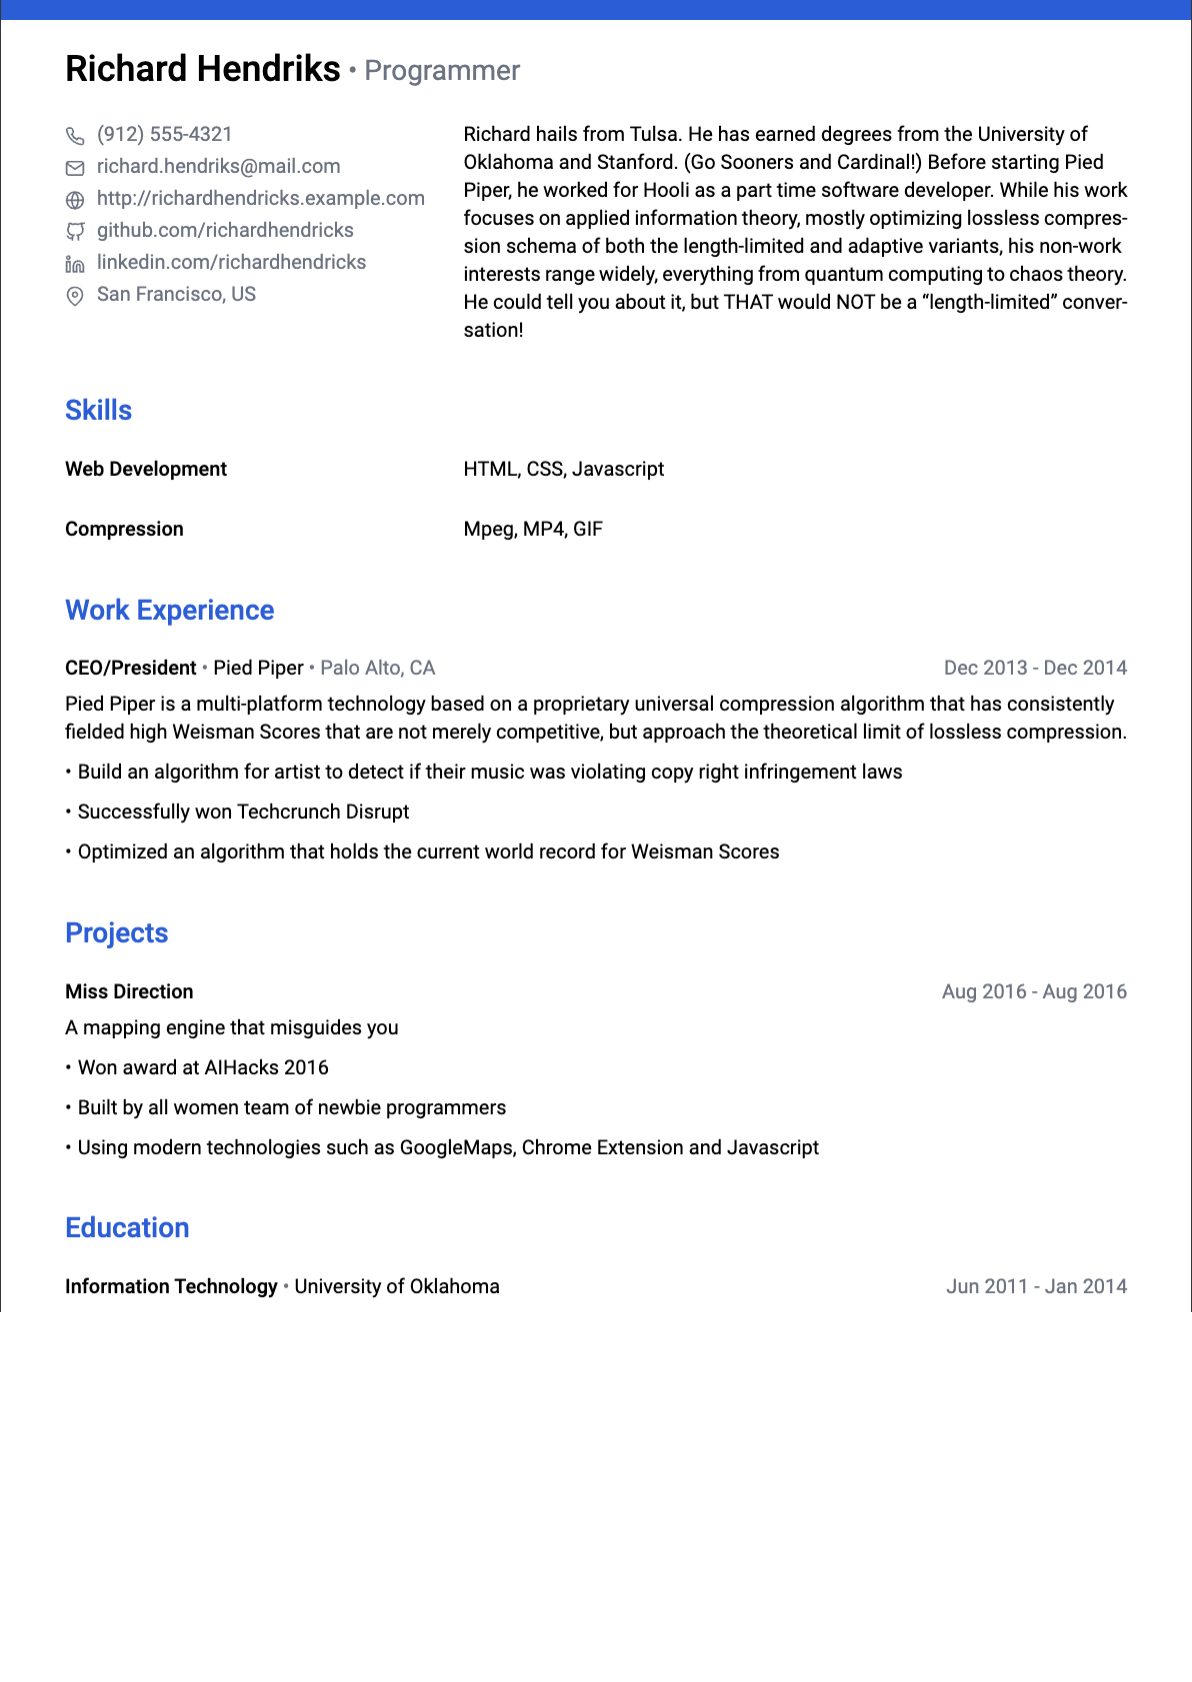 Richard Hendriks • Programmer
(912) 555-4321
richard.hendriks@mail.com
http://richardhendricks.example.com
github.com/richardhendricks
linkedin.com/richardhendricks
San Francisco, US
Richard hails from Tulsa. He has earned degrees from the University of
Oklahoma and Stanford. (Go Sooners and Cardinal!) Before starting Pied
Piper, he worked for Hooli as a part time software developer. While his work
focuses on applied information theory, mostly optimizing lossless compres-
sion schema of both the length-limited and adaptive variants, his non-work
interests range widely, everything from quantum computing to chaos theory.
He could tell you about it, but THAT would NOT be a “length-limited” conver-
sation!
Skills
Web Development HTML, CSS, Javascript
Compression Mpeg, MP4, GIF
Work Experience
CEO/President • Pied Piper • Palo Alto, CA Dec 2013 - Dec 2014
Pied Piper is a multi-platform technology based on a proprietary universal compression algorithm that has consistently
fielded high Weisman Scores that are not merely competitive, but approach the theoretical limit of lossless compression.
• Build an algorithm for artist to detect if their music was violating copy right infringement laws
• Successfully won Techcrunch Disrupt
• Optimized an algorithm that holds the current world record for Weisman Scores
Projects
Miss Direction Aug 2016 - Aug 2016
A mapping engine that misguides you
• Won award at AIHacks 2016
• Built by all women team of newbie programmers
• Using modern technologies such as GoogleMaps, Chrome Extension and Javascript
Education
Information Technology • University of Oklahoma Jun 2011 - Jan 2014